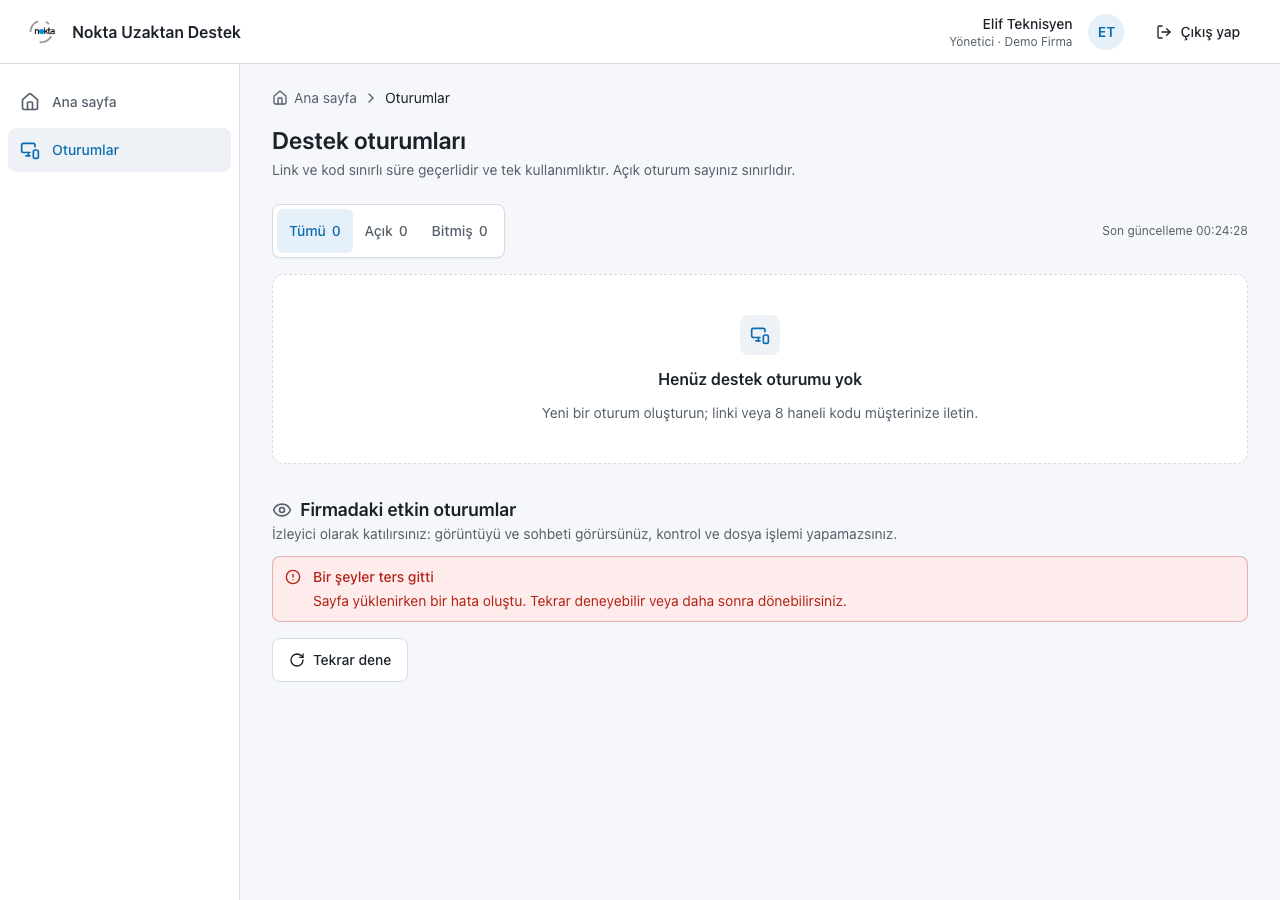 nokta
Nokta Uzaktan Destek
Elif Teknisyen
Yönetici · Demo Firma
ET
Çıkış yap
Ana sayfa
Oturumlar
Ana sayfa
Oturumlar
Destek oturumları
Link ve kod sınırlı süre geçerlidir ve tek kullanımlıktır. Açık oturum sayınız sınırlıdır.
Tümü 0
Açık 0
Bitmiş 0
Son güncelleme 00:24:28
Henüz destek oturumu yok
Yeni bir oturum oluşturun; linki veya 8 haneli kodu müşterinize iletin.
Firmadaki etkin oturumlar
İzleyici olarak katılırsınız: görüntüyü ve sohbeti görürsünüz, kontrol ve dosya işlemi yapamazsınız.
Bir şeyler ters gitti
Sayfa yüklenirken bir hata oluştu. Tekrar deneyebilir veya daha sonra dönebilirsiniz.
Tekrar dene